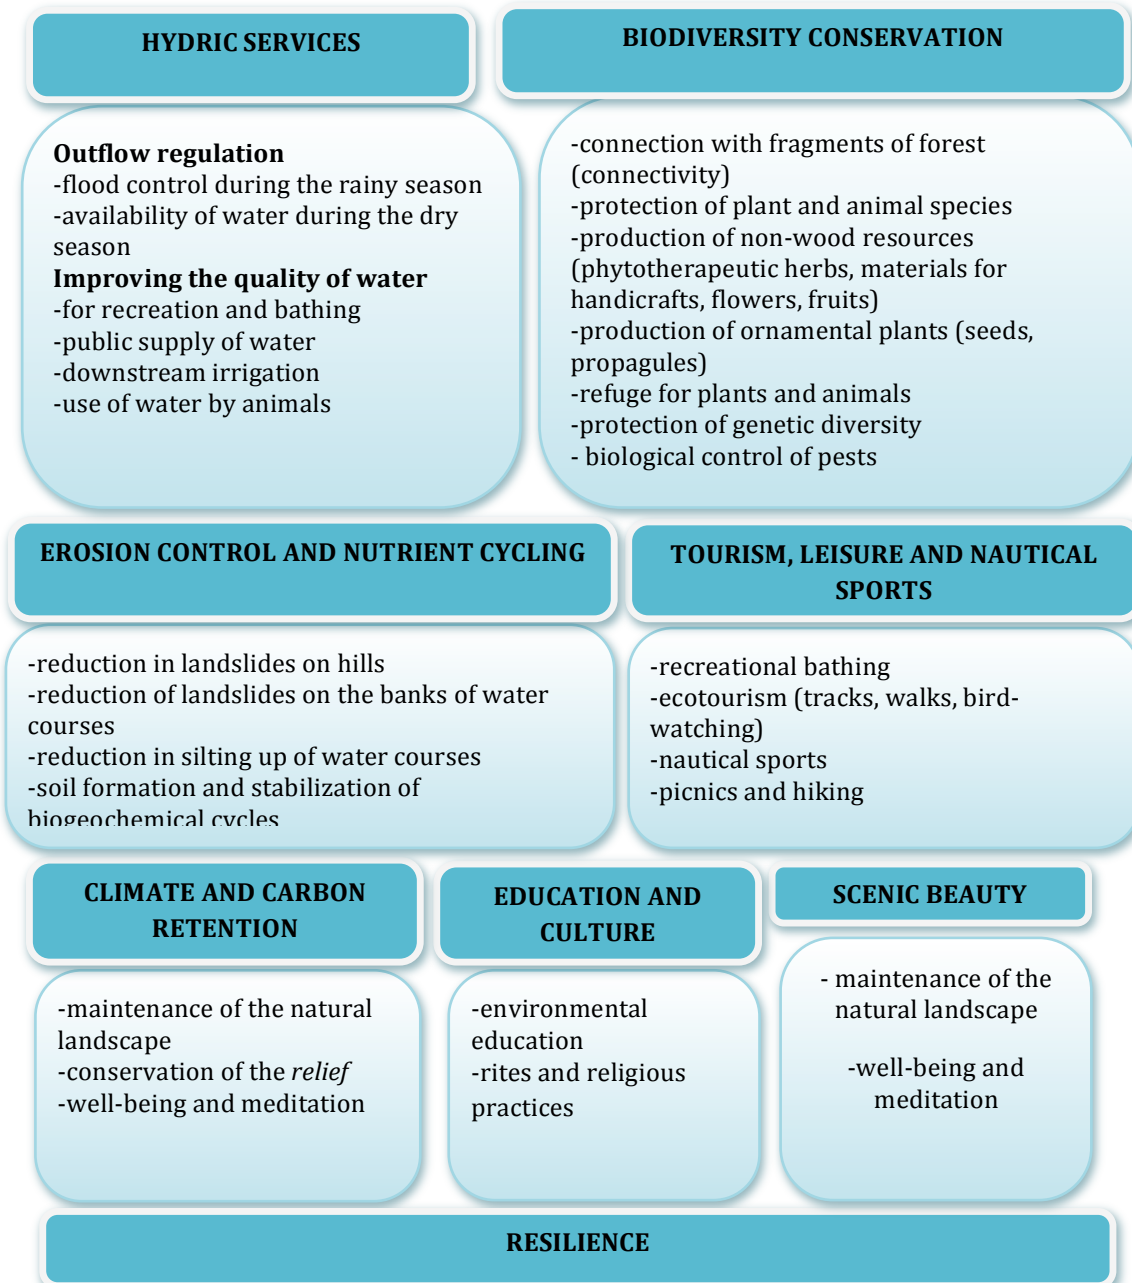 HYDRIC SERVICES
Outflow regulation
-flood control during the rainy season
-availability of water during the dry
season
Improving the quality of water
-for recreation and bathing
-public supply of water
-downstream irrigation
-use of water by animals
BIODIVERSITY CONSERVATION
-connection with fragments of forest
(connectivity)
-protection of plant and animal species
-production of non-wood resources
(phytotherapeutic herbs, materials for
handicrafts, flowers, fruits)
-production of ornamental plants (seeds,
propagules)
-refuge for plants and animals
-protection of genetic diversity
- biological control of pests
EROSION CONTROL AND NUTRIENT CYCLING
-reduction in landslides on hills
-reduction of landslides on the banks of water
courses
-reduction in silting up of water courses
-soil formation and stabilization of
biogeochemical cycles
TOURISM, LEISURE AND NAUTICAL
SPORTS
-recreational bathing
-ecotourism (tracks, walks, bird-
watching)
-nautical sports
-picnics and hiking
CLIMATE AND CARBON
RETENTION
-maintenance of the natural
landscape
-conservation of the relief
-well-being and meditation
EDUCATION AND
CULTURE
-environmental
education
-rites and religious
practices
SCENIC BEAUTY
- maintenance of the
natural landscape
-well-being and
meditation
RESILIENCE